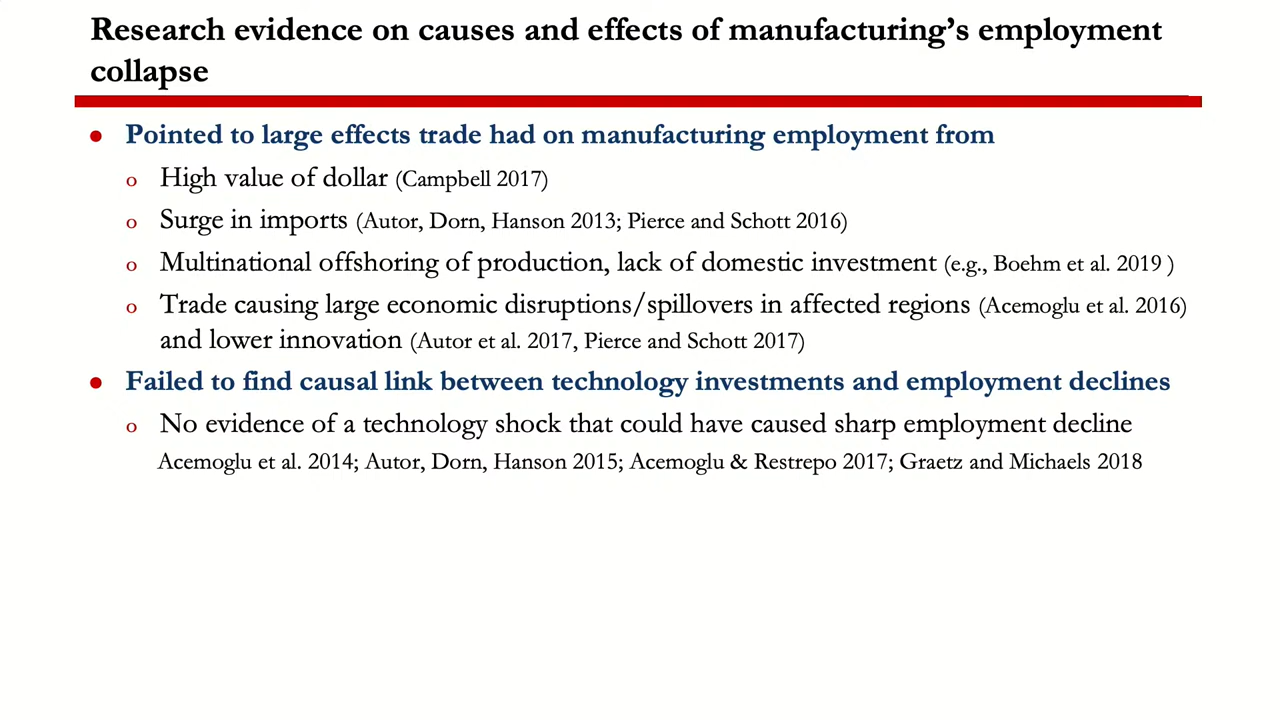 Research evidence on causes and effects of manufacturing's employment
collapse
● Pointed to large effects trade had on manufacturing employment from
o High value of dollar (Campbell 2017)
o Surge in imports (Autor, Dorn, Hanson 2013; Pierce and Schott 2016)
o Multinational offshoring of production, lack of domestic investment (e.g., Boehm et al. 2019 )
o Trade causing large economic disruptions/spillovers in affected regions (Acemoglu et al. 2016)
and lower innovation (Autor et al. 2017, Pierce and Schott 2017)
● Failed to find causal link between technology investments and employment declines
o No evidence of a technology shock that could have caused sharp employment decline
Acemoglu et al. 2014; Autor, Dorn, Hanson 2015; Acemoglu & Restrepo 2017; Graetz and Michaels 2018